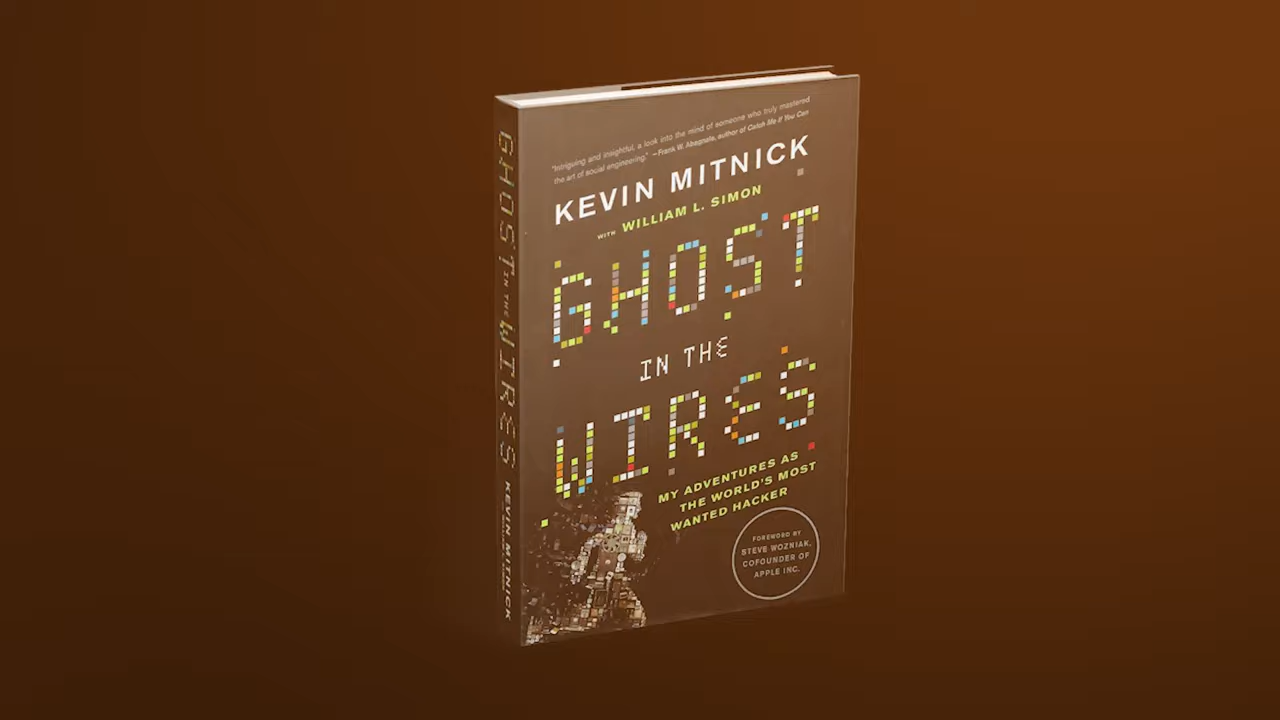 "Intriguing and insightful, a look into the mind of someone who truly mastered
the art of social engineering." —Frank W. Abagnale, author of Catch Me if You Can
KEVIN MITNICK
WITH WILLIAM L. SIMON
GHOST
IN THE
WIRES
MY ADVENTURES AS
THE WORLD'S MOST
WANTED HACKER
FOREWORD BY
STEVE WOZNIAK,
COFOUNDER OF
APPLE INC.
GHOST IN THE WIRES KEVIN MITNICK